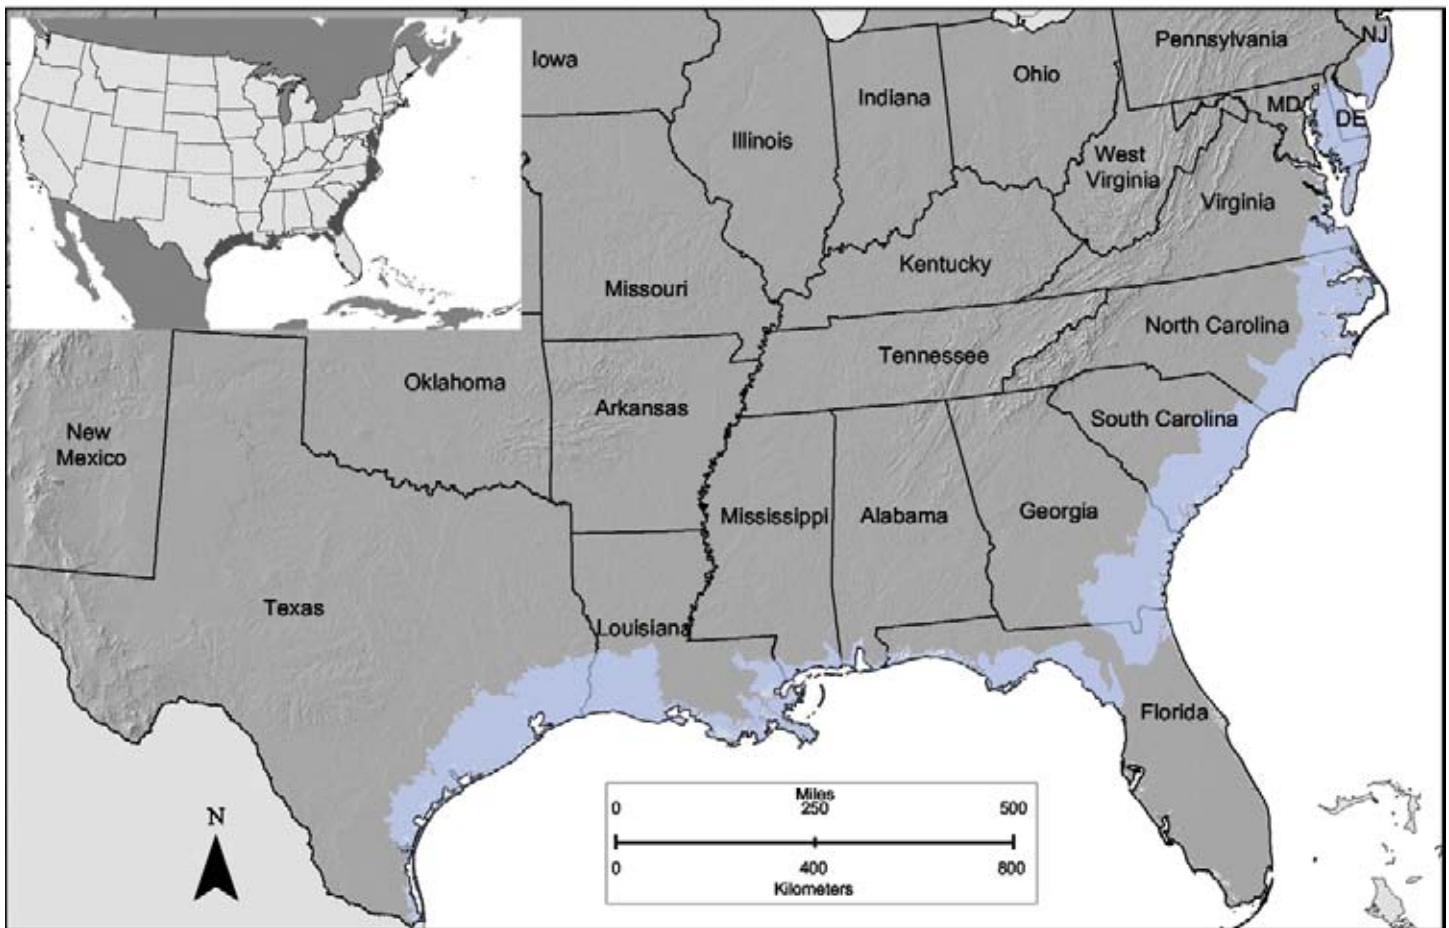 Iowa
Illinois
Indiana
Ohio
Pennsylvania
NJ
MD
DE
West
Virginia
Virginia
Missouri
Kentucky
North Carolina
Tennessee
Oklahoma
Arkansas
South Carolina
New
Mexico
Mississippi
Alabama
Georgia
Texas
Louisiana
Florida
N
Miles
0 250 500
0 400 800
Kilometers